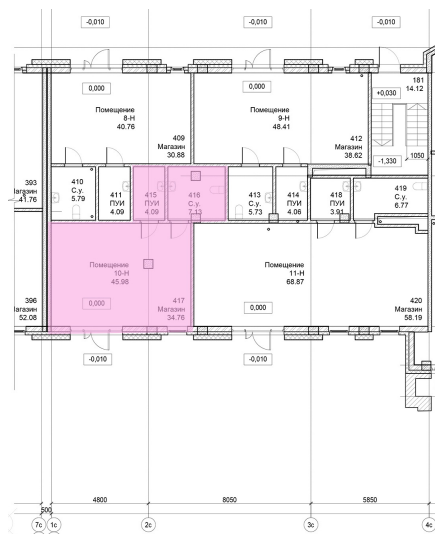 -0,010
-0,010
-0,010
0,000
0,000
181
14.12
+0,030
Помещение
8-Н
40.76
Помещение
9-Н
48.41
409
Магазин
30.88
412
Магазин
38.62
-1,330
1050
393
Магазин
41.76
410
С.у.
5.79
411
ПУИ
4.09
415
ПУИ
4.09
416
С.у.
7.13
413
С.у.
5.73
414
ПУИ
4.06
418
ПУИ
3.91
419
С.у.
6.77
Помещение
10-Н
45.98
Помещение
11-Н
68.87
396
Магазин
52.08
0,000
417
Магазин
34.76
0,000
420
Магазин
58.19
-0,010
-0,010
4800
8050
5850
500
7с
1с
2с
3с
4с